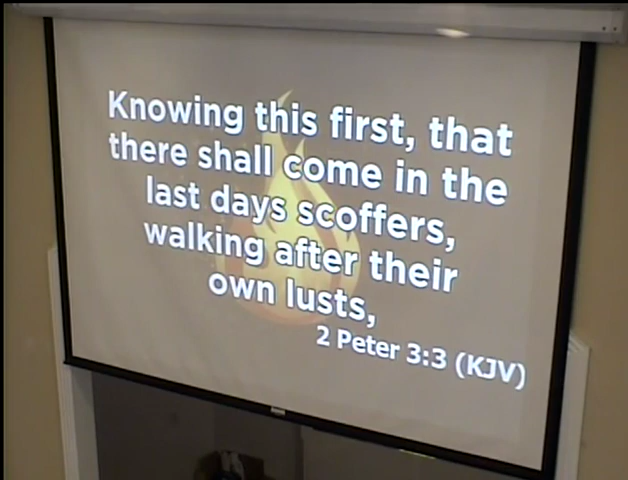 Knowing this first, that
there shall come in the
last days scoffers,
walking after their
own lusts,
2 Peter 3:3 (KJV)